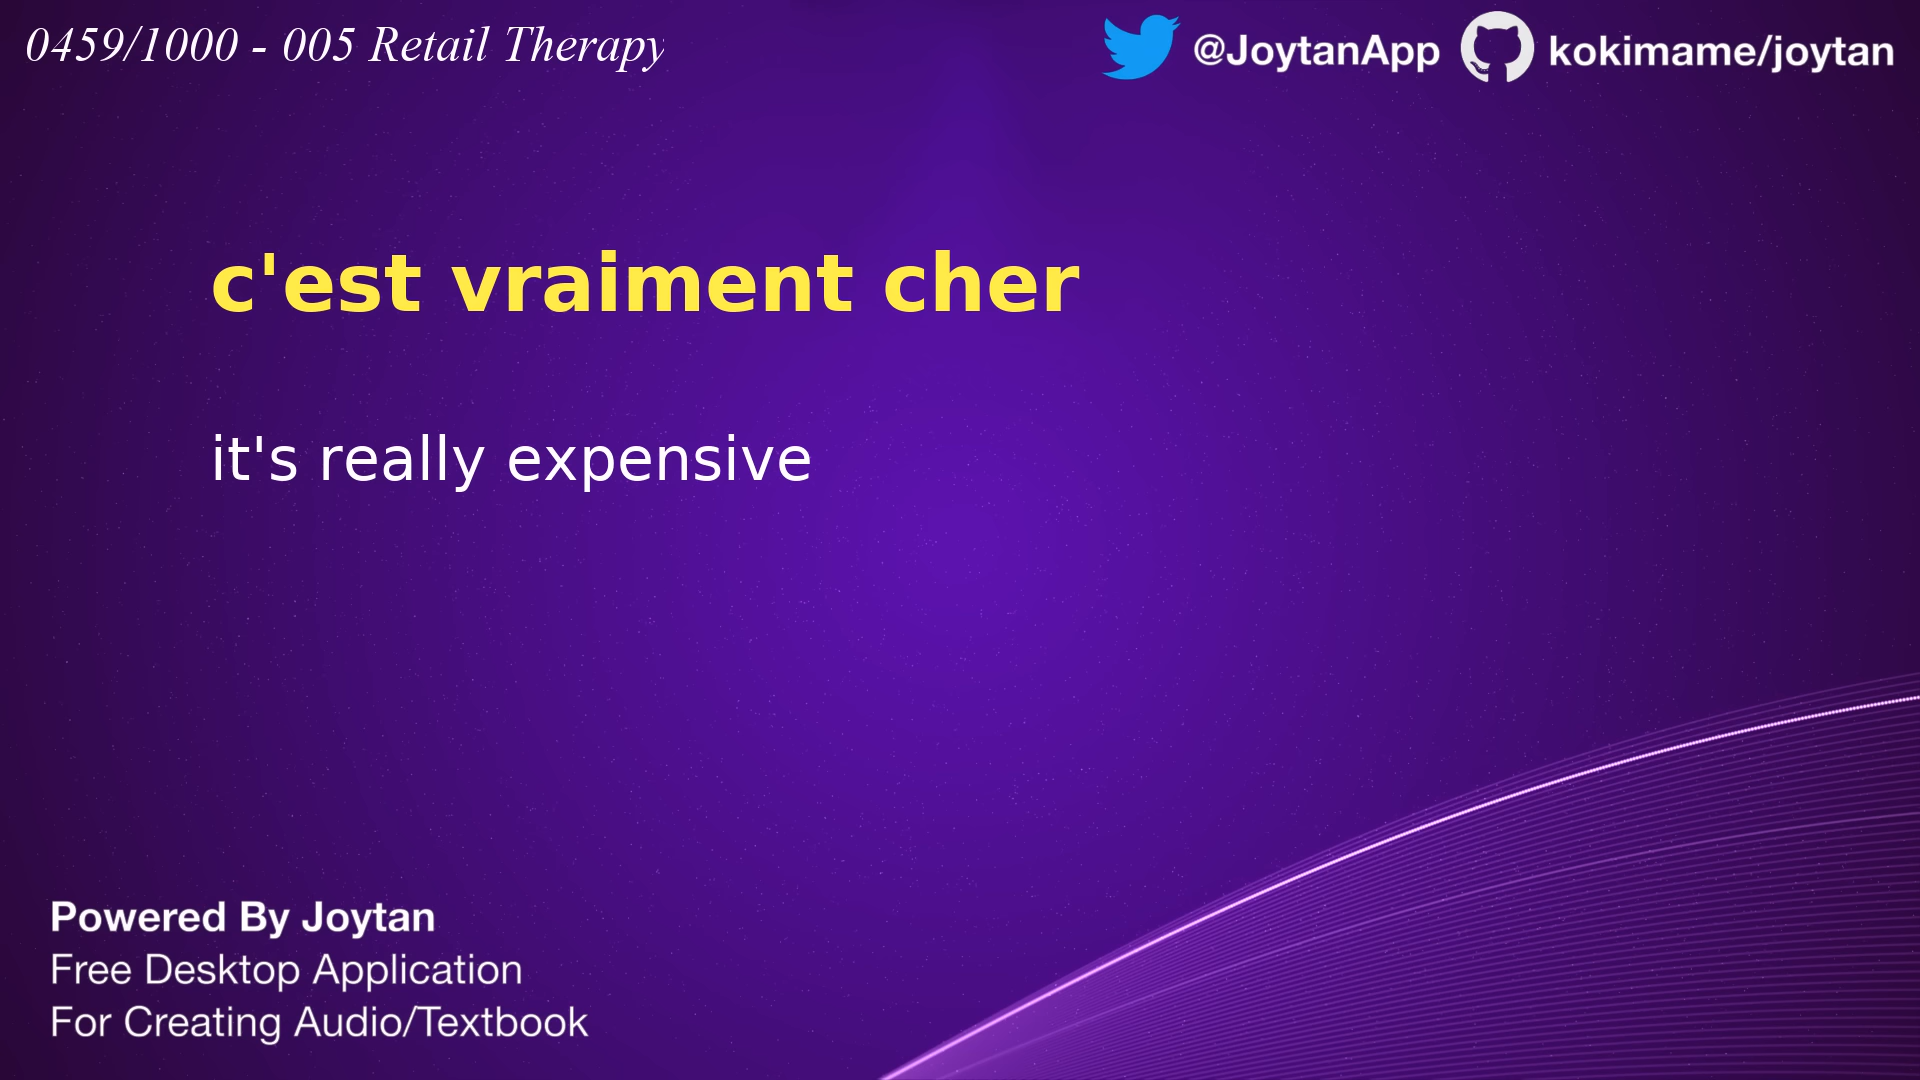 0459/1000 - 005 Retail Therapy
@JoytanApp
kokimame/joytan
c'est vraiment cher
it's really expensive
Powered By Joytan
Free Desktop Application
For Creating Audio/Textbook